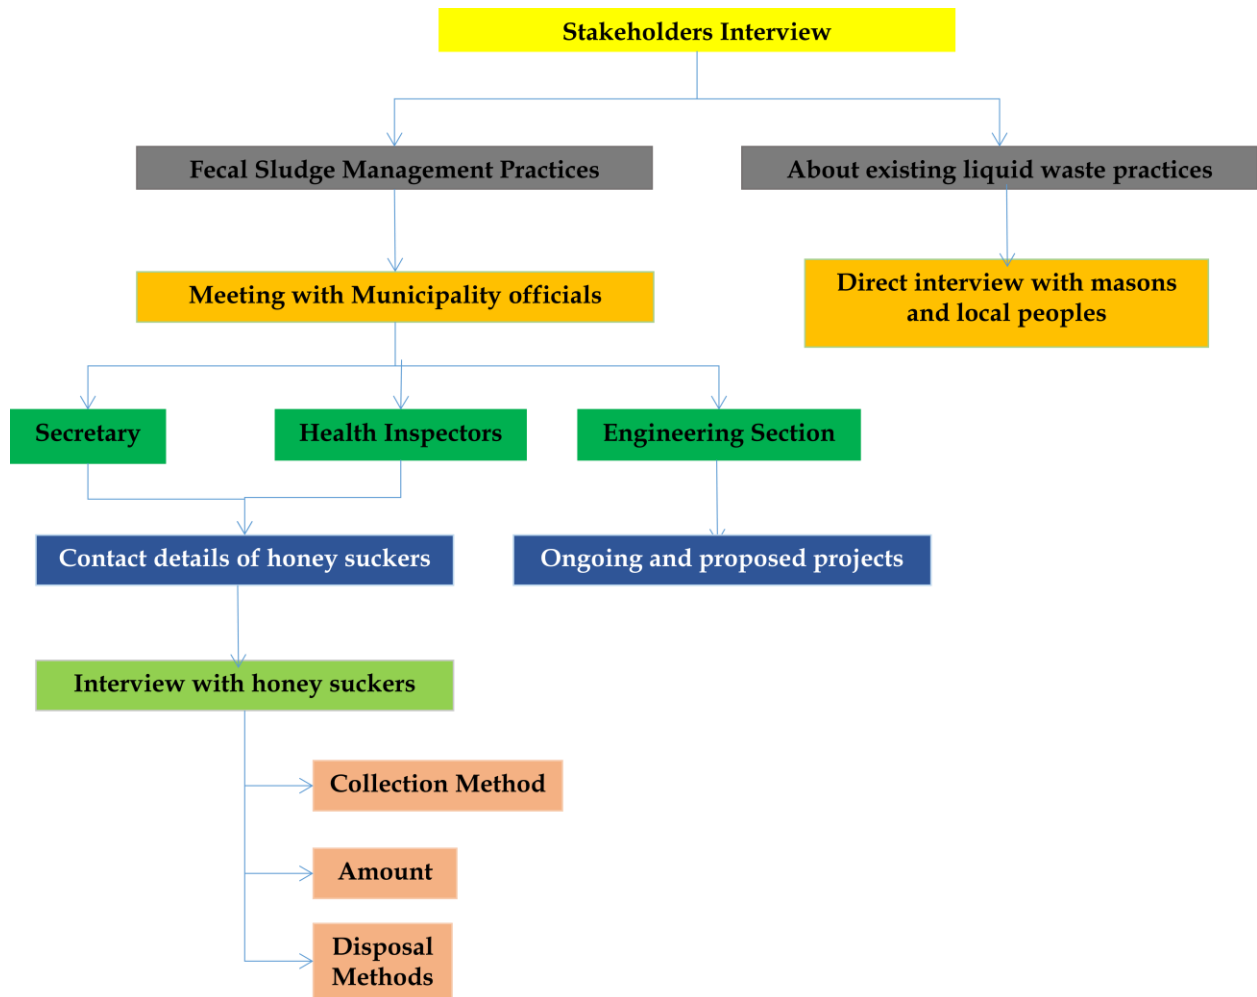 Stakeholders Interview
Fecal Sludge Management Practices
About existing liquid waste practices
Meeting with Municipality officials
Direct interview with masons
and local peoples
Secretary
Health Inspectors
Engineering Section
Contact details of honey suckers
Ongoing and proposed projects
Interview with honey suckers
Collection Method
Amount
Disposal
Methods